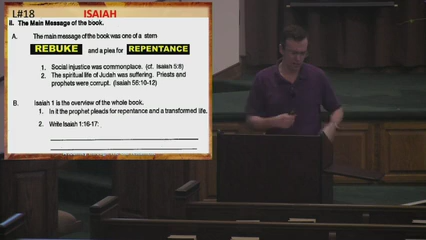 L#18 ISAIAH
II. The Main Message of the book.
A. The main message of the book was one of a stern
REBUKE and a plea for REPENTANCE
1. Social injustice was commonplace. (cf. Isaiah 5:8)
2. The spiritual life of Judah was suffering. Priests and
prophets were corrupt. (Isaiah 56:10-12)
B. Isaiah 1 is the overview of the whole book.
1. In it the prophet pleads for repentance and a transformed life.
2. Write Isaiah 1:16-17: